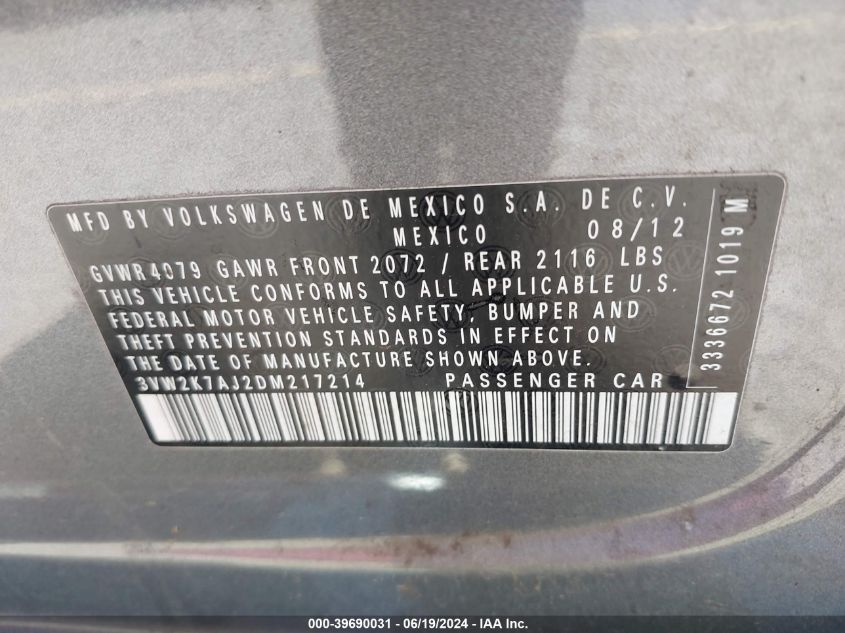 MFD BY VOLKSWAGEN DE MEXICO S.A. DE C.V.
MEXICO 08/12
GVWR 4079 GAWR FRONT 2072 / REAR 2116 LBS
THIS VEHICLE CONFORMS TO ALL APPLICABLE U.S.
FEDERAL MOTOR VEHICLE SAFETY, BUMPER AND
THEFT PREVENTION STANDARDS IN EFFECT ON
THE DATE OF MANUFACTURE SHOWN ABOVE.
3VW2K7AJ2DM217214 PASSENGER CAR
3336672 1019 M
000-39690031 - 06/19/2024 - IAA Inc.